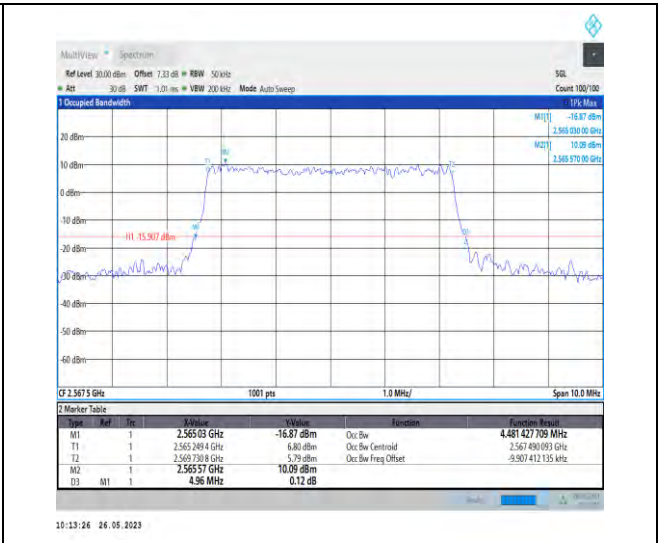 MultiView Spectrum
Ref Level 30.00 dBm Offset 7.33 dB RBW 50 kHz SGL
Att 30 dB SWT 1.01 ms VBW 200 kHz Mode Auto Sweep Count 100/100
1 Occupied Bandwidth 1Pk Max
M1[1] -16.87 dBm
2.565 030 00 GHz
20 dBm M2[1] 10.09 dBm
2.565 570 00 GHz
M2
T1 T2
10 dBm
0 dBm
-10 dBm
M1 D3
H1 -15.907 dBm
-20 dBm
-30 dBm
-40 dBm
-50 dBm
-60 dBm
CF 2.567 5 GHz 1001 pts 1.0 MHz/ Span 10.0 MHz
2 Marker Table
Type Ref Trc X-Value Y-Value Function Function Result
M1 1 2.565 03 GHz -16.87 dBm Occ Bw 4.481 427 709 MHz
T1 1 2.565 249 4 GHz 6.80 dBm Occ Bw Centroid 2.567 490 093 GHz
T2 1 2.569 730 8 GHz 5.79 dBm Occ Bw Freq Offset -9.907 412 135 kHz
M2 1 2.565 57 GHz 10.09 dBm
D3 M1 1 4.96 MHz 0.12 dB
10:13:26 26.05.2023